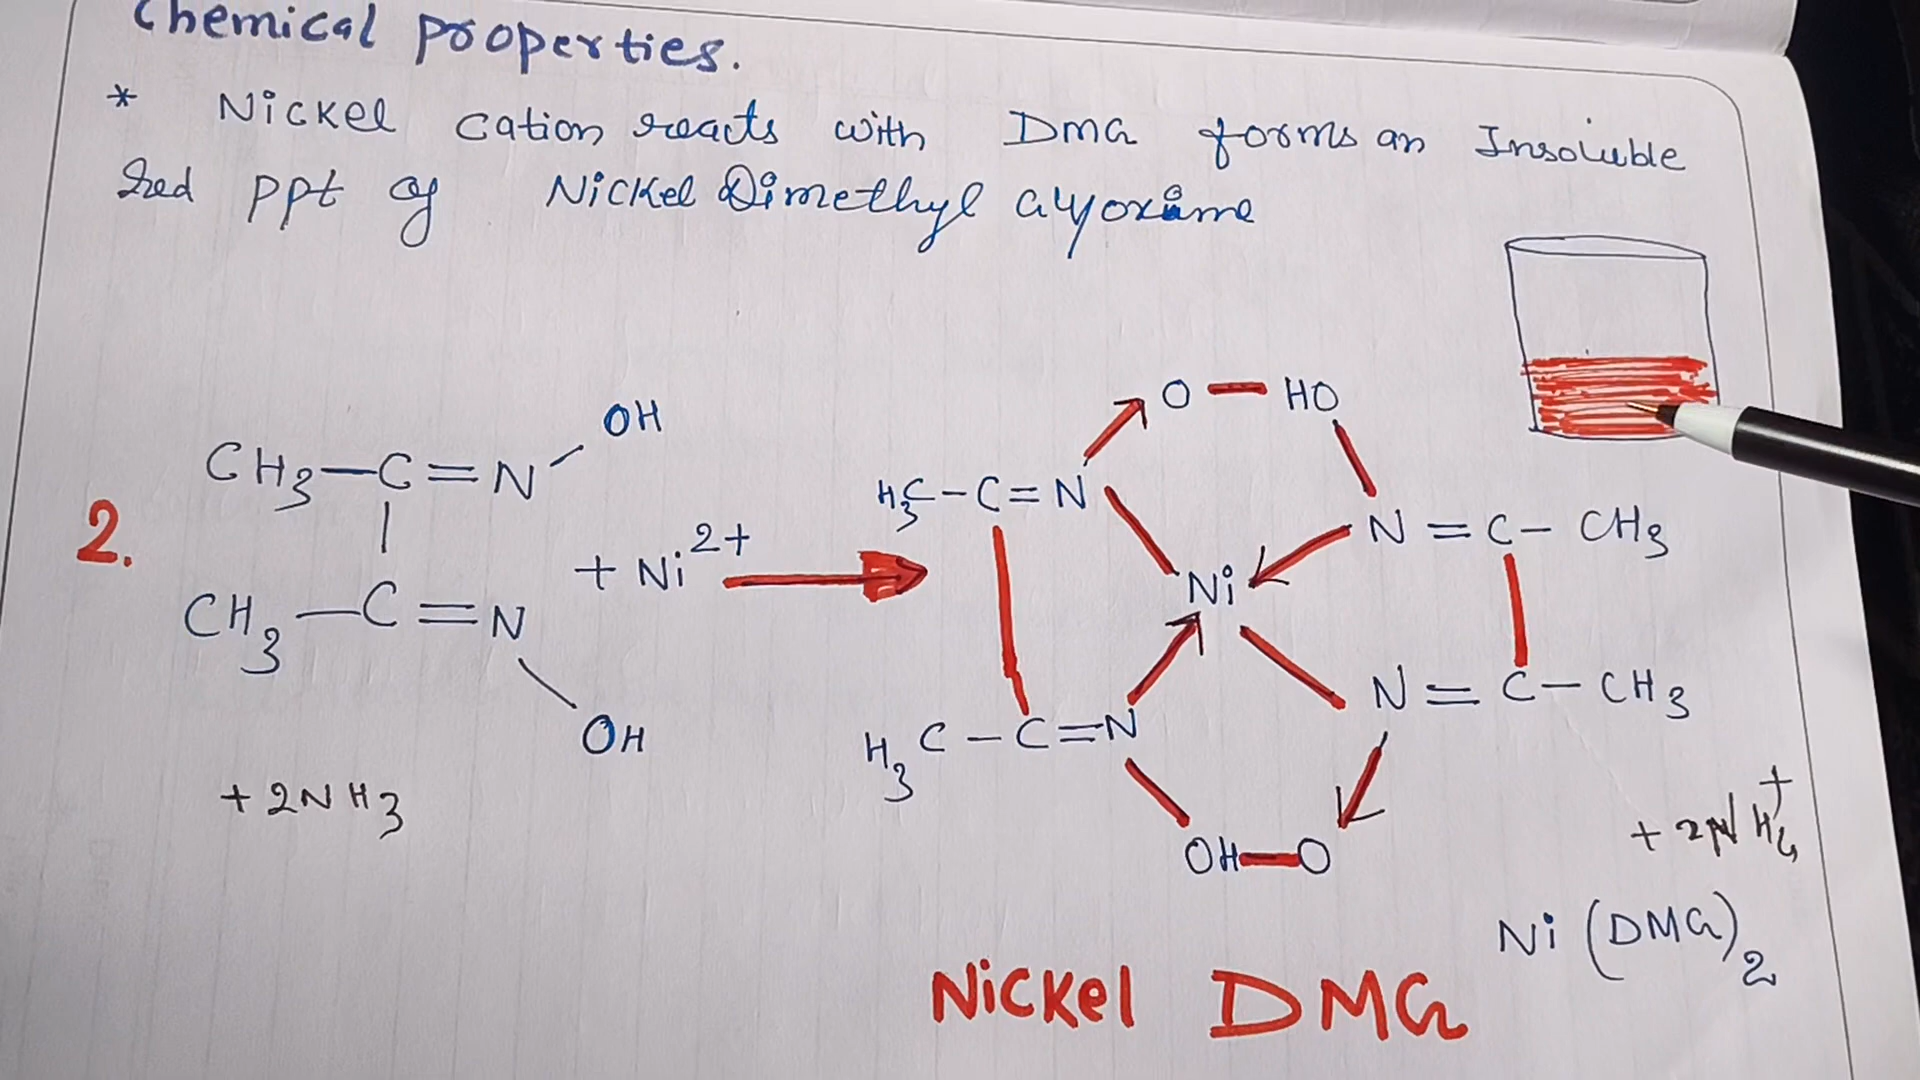 Chemical properties.
* Nickel cation reacts with DMG forms an Insoluble
red ppt of Nickel Dimethyl glyoxime
OH
CH3-C=N
2.
+ Ni2+
CH3-C=N
OH
+ 2NH3
O - HO
H3C-C=N
N=C-CH3
Ni
N=C-CH3
H3C-C=N
OH-O
+ 2NH4+
Ni (DMG)2
Nickel DMG